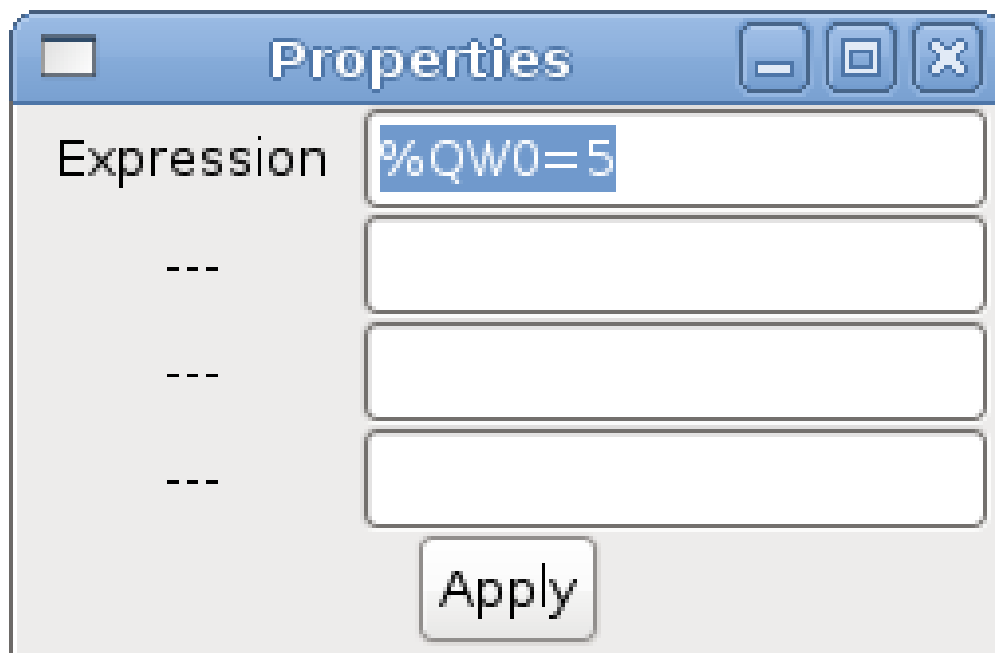 Properties
Expression %QW0=5
---
---
---
Apply